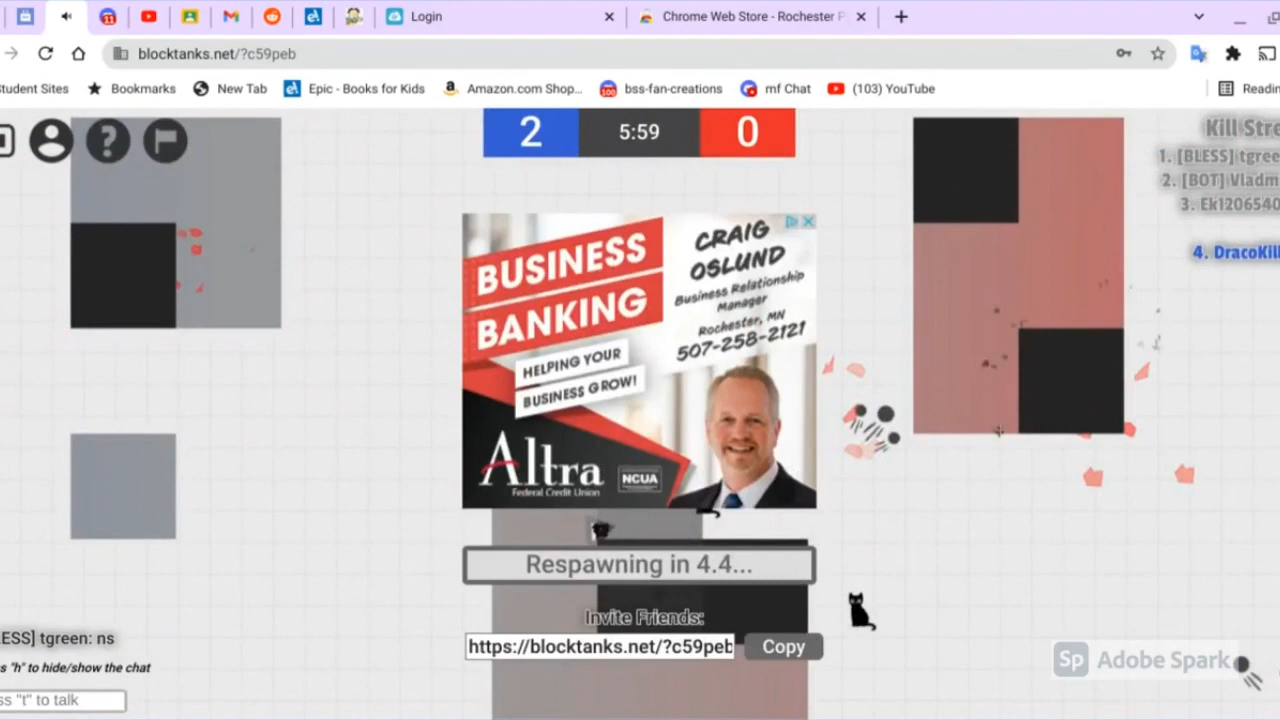 Login
Chrome Web Store - Rochester P
blocktanks.net/?c59peb
tudent Sites
Bookmarks
New Tab
Epic - Books for Kids
Amazon.com Shop...
bss-fan-creations
mf Chat
(103) YouTube
Readin
2
5:59
0
Kill Stre
1. [BLESS] tgree
2. [BOT] Vladm
3. Ek1206540
4. DracoKill
BUSINESS
BANKING
HELPING YOUR
BUSINESS GROW!
CRAIG
OSLUND
Business Relationship
Manager
Rochester, MN
507-258-2121
Altra
Federal Credit Union
NCUA
Respawning in 4.4...
Invite Friends:
https://blocktanks.net/?c59peb
Copy
ESS] tgreen: ns
s "h" to hide/show the chat
ss "t" to talk
Sp Adobe Spark